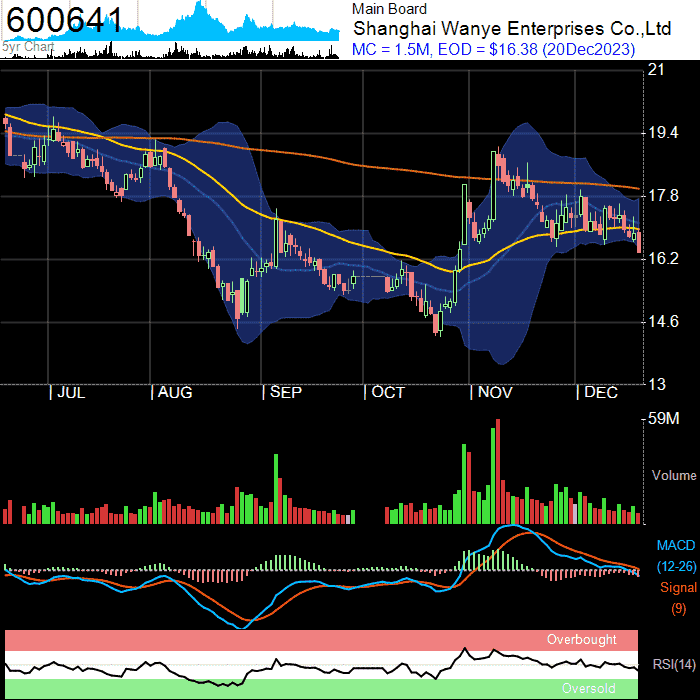 600641
5yr Chart
Main Board
Shanghai Wanye Enterprises Co.,Ltd
MC = 1.5M, EOD = $16.38 (20Dec2023)
21
19.4
17.8
16.2
14.6
13
| JUL | AUG | SEP | OCT | NOV | DEC
59M
Volume
MACD
(12-26)
Signal
(9)
Overbought
RSI(14)
Oversold